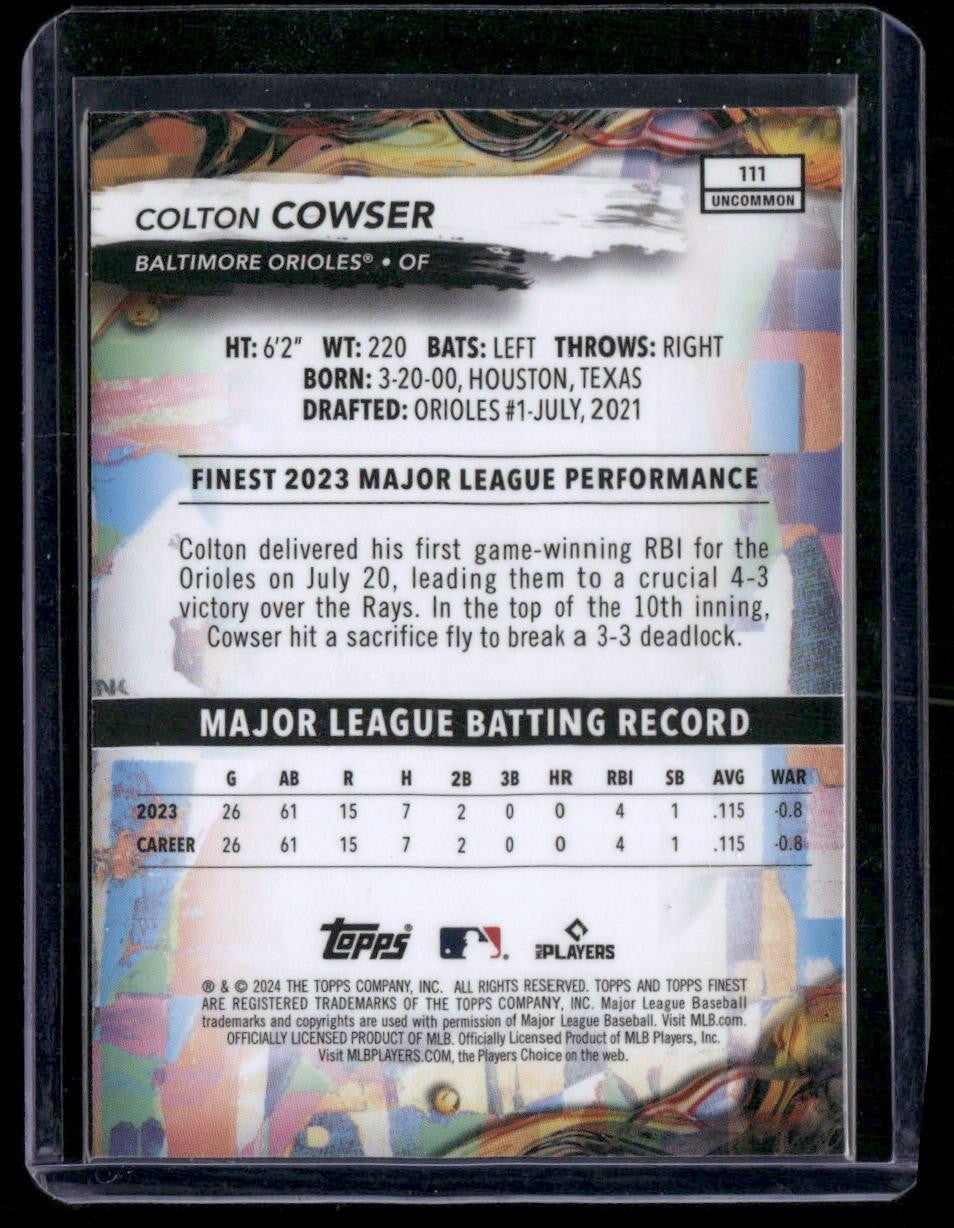 111
UNCOMMON
COLTON COWSER
BALTIMORE ORIOLES® • OF
HT: 6'2" WT: 220 BATS: LEFT THROWS: RIGHT
BORN: 3-20-00, HOUSTON, TEXAS
DRAFTED: ORIOLES #1-JULY, 2021
FINEST 2023 MAJOR LEAGUE PERFORMANCE
Colton delivered his first game-winning RBI for the
Orioles on July 20, leading them to a crucial 4-3
victory over the Rays. In the top of the 10th inning,
Cowser hit a sacrifice fly to break a 3-3 deadlock.
MAJOR LEAGUE BATTING RECORD
G AB R H 2B 3B HR RBI SB AVG WAR
2023 26 61 15 7 2 0 0 4 1 .115 -0.8
CAREER 26 61 15 7 2 0 0 4 1 .115 -0.8
topps® PLAYERS
® & © 2024 THE TOPPS COMPANY, INC. ALL RIGHTS RESERVED. TOPPS AND TOPPS FINEST
ARE REGISTERED TRADEMARKS OF THE TOPPS COMPANY, INC. Major League Baseball
trademarks and copyrights are used with permission of Major League Baseball. Visit MLB.com.
OFFICIALLY LICENSED PRODUCT OF MLB. Officially Licensed Product of MLB Players, Inc.
Visit MLBPLAYERS.COM, the Players Choice on the web.